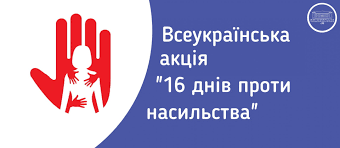 Всеукраїнська
акція
"16 днів проти
насильства"